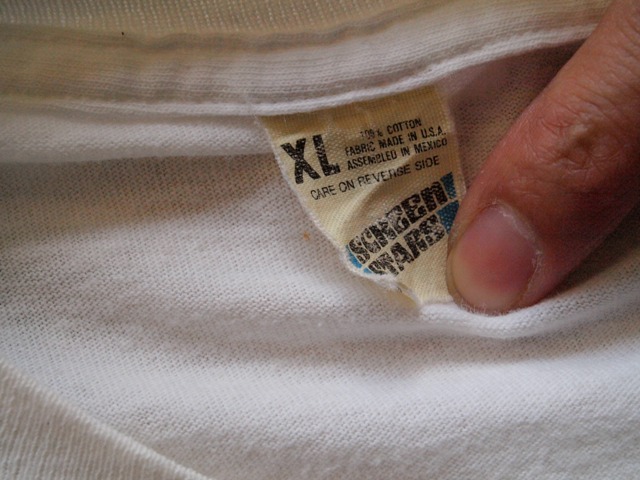 XL
100% COTTON
FABRIC MADE IN U.S.A.
ASSEMBLED IN MEXICO
CARE ON REVERSE SIDE
SCREEN
STARS